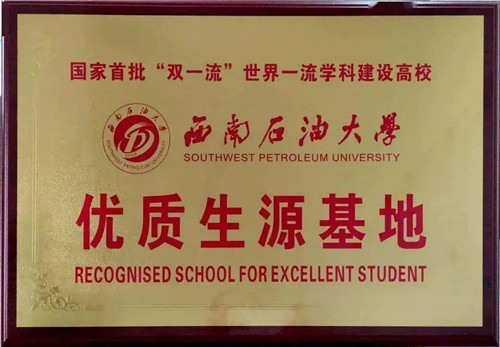 国家首批“双一流”世界一流学科建设高校
西南石油大學
SOUTHWEST PETROLEUM UNIVERSITY
优质生源基地
RECOGNISED SCHOOL FOR EXCELLENT STUDENT